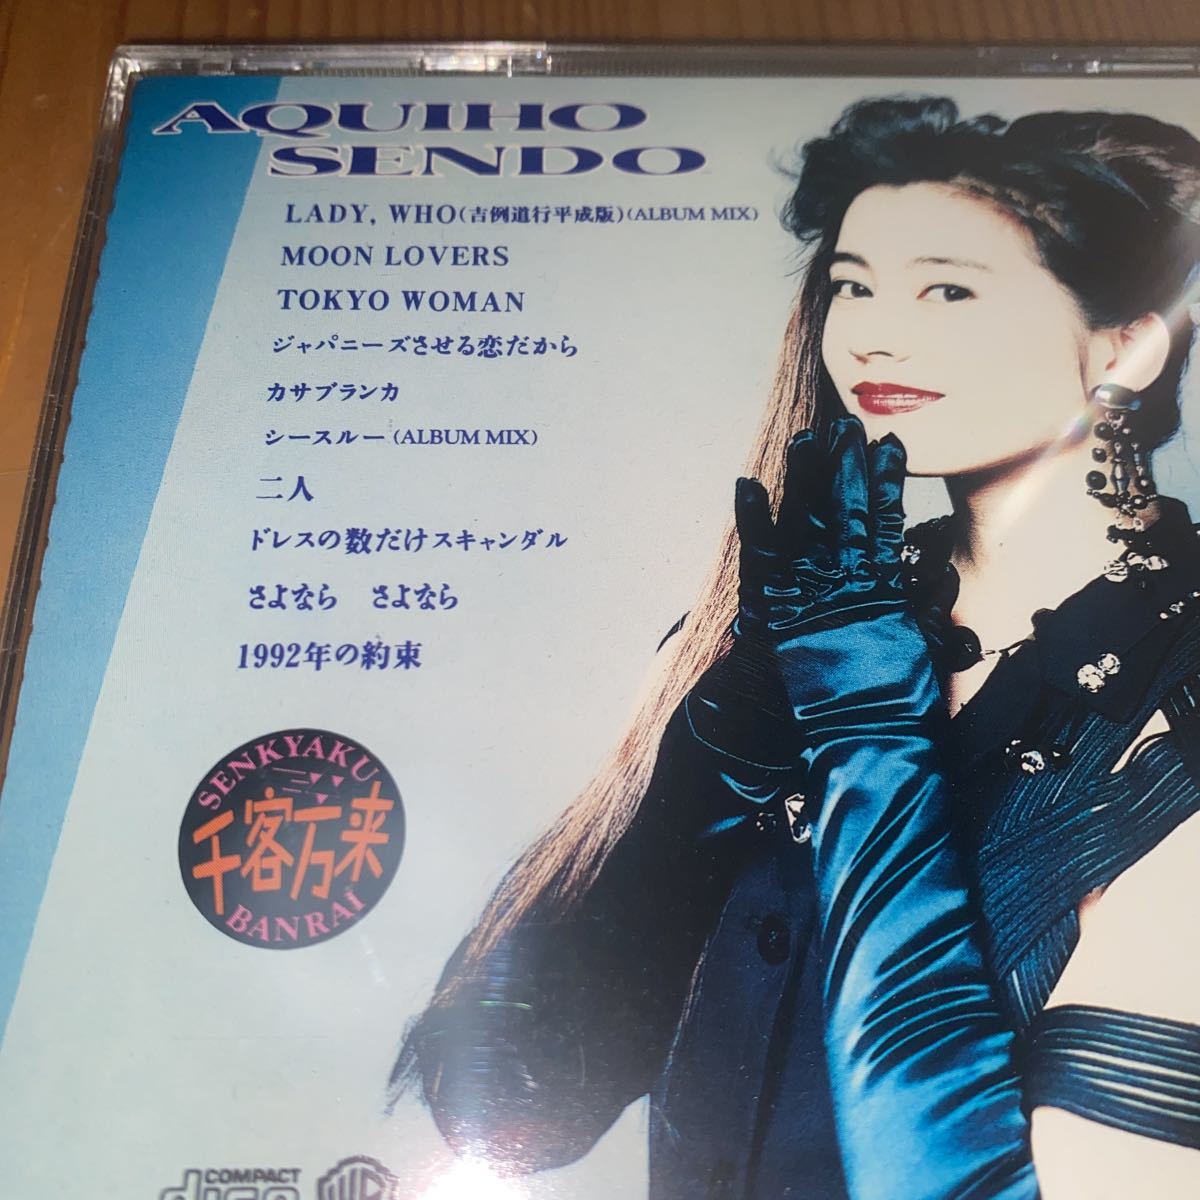 AQUIHO
SENDO
LADY, WHO(吉例道行平成版)(ALBUM MIX)
MOON LOVERS
TOKYO WOMAN
ジャパニーズさせる恋だから
カサブランカ
シースルー(ALBUM MIX)
二人
ドレスの数だけスキャンダル
さよなら　さよなら
1992年の約束
SENKYAKU
千客万来
BANRAI
COMPACT
disc
WB